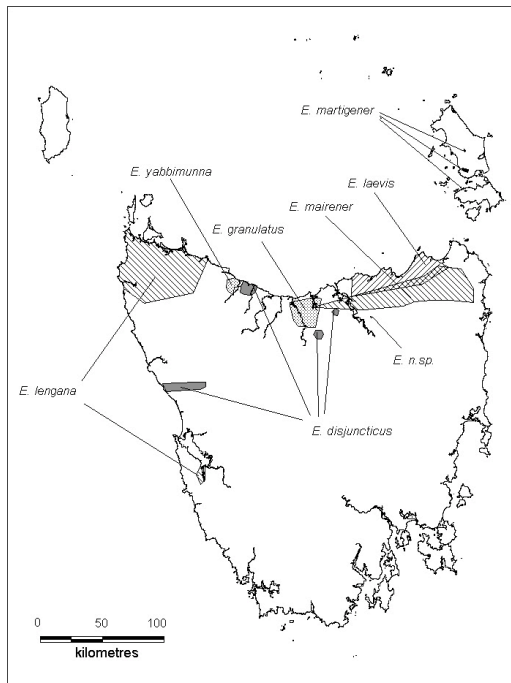 E. martigener
E. yabbimunna
E. laevis
E. mairener
E. granulatus
E. n.sp.
E. lengana
E. disjuncticus
0 50 100
kilometres